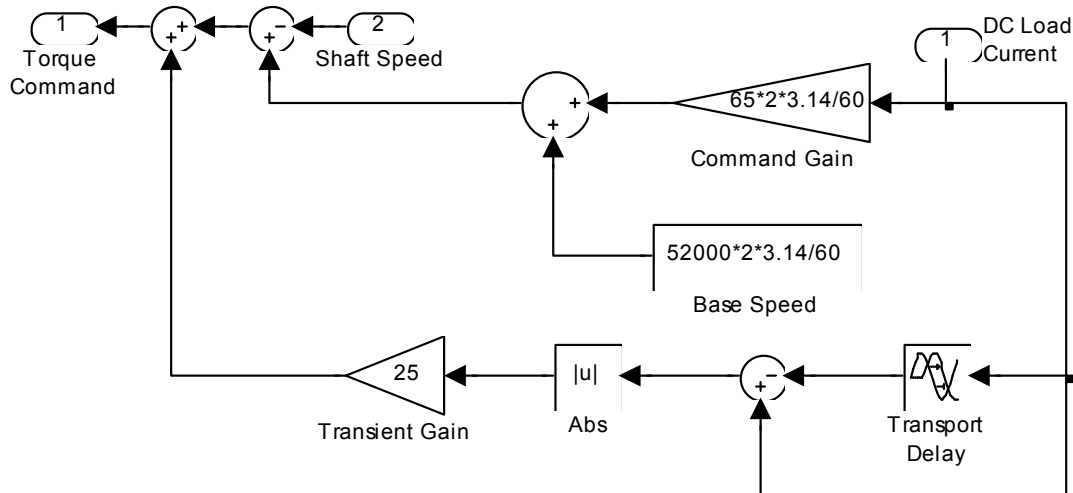 1
Torque
Command
+
+
-
+
2
Shaft Speed
1
DC Load
Current
+
+
65*2*3.14/60
Command Gain
52000*2*3.14/60
Base Speed
25
Transient Gain
|u|
Abs
-
+
Transport
Delay